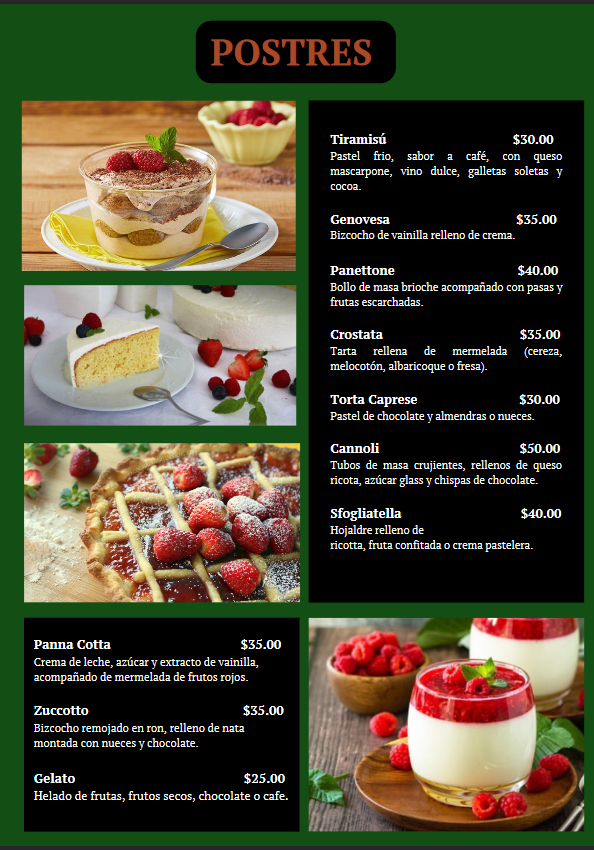 POSTRES
Tiramisú $30.00
Pastel frio, sabor a café, con queso
mascarpone, vino dulce, galletas soletas y
cocoa.
Genovesa $35.00
Bizcocho de vainilla relleno de crema.
Panettone $40.00
Bollo de masa brioche acompañado con pasas y
frutas escarchadas.
Crostata $35.00
Tarta rellena de mermelada (cereza,
melocotón, albaricoque o fresa).
Torta Caprese $30.00
Pastel de chocolate y almendras o nueces.
Cannoli $50.00
Tubos de masa crujientes, rellenos de queso
ricota, azúcar glass y chispas de chocolate.
Sfogliatella $40.00
Hojaldre relleno de
ricotta, fruta confitada o crema pastelera.
Panna Cotta $35.00
Crema de leche, azúcar y extracto de vainilla,
acompañado de mermelada de frutos rojos.
Zuccotto $35.00
Bizcocho remojado en ron, relleno de nata
montada con nueces y chocolate.
Gelato $25.00
Helado de frutas, frutos secos, chocolate o cafe.